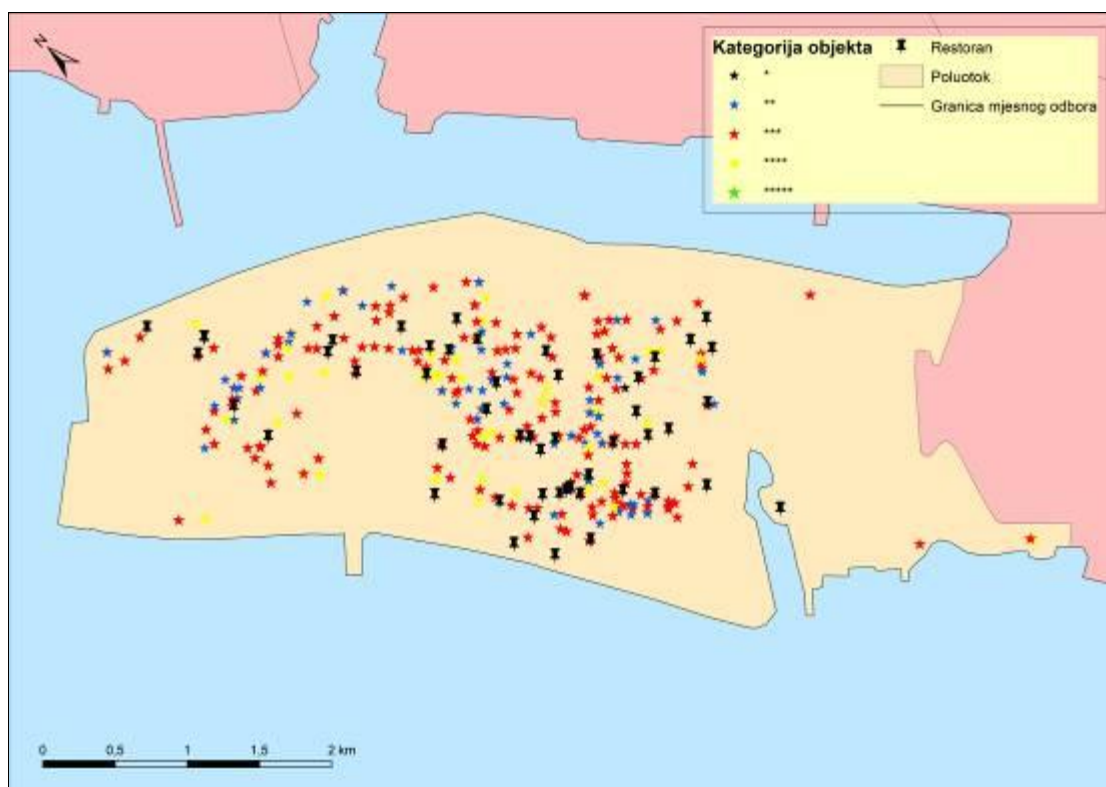 N
Kategorija objekta
*
**
***
****
*****
Restoran
Poluotok
Granica mjesnog odbora
0 0,5 1 1,5 2 km